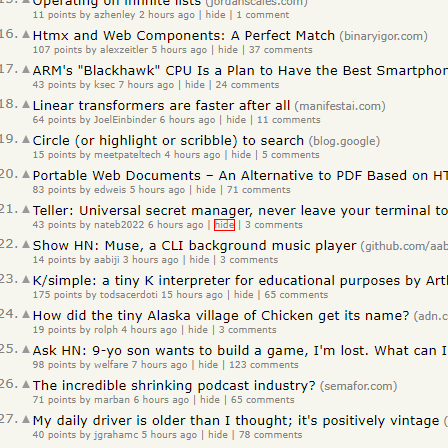 15. Operating on infinite lists (jordanscales.com)
11 points by azhenley 2 hours ago | hide | 1 comment
16. Htmx and Web Components: A Perfect Match (binaryigor.com)
107 points by alexzeitler 5 hours ago | hide | 37 comments
17. ARM's "Blackhawk" CPU Is a Plan to Have the Best Smartphon
43 points by ksec 7 hours ago | hide | 24 comments
18. Linear transformers are faster after all (manifestai.com)
64 points by JoelEinbinder 6 hours ago | hide | 11 comments
19. Circle (or highlight or scribble) to search (blog.google)
15 points by meetpateltech 4 hours ago | hide | 5 comments
20. Portable Web Documents – An Alternative to PDF Based on HT
83 points by edweis 5 hours ago | hide | 71 comments
21. Teller: Universal secret manager, never leave your terminal to
43 points by nateb2022 6 hours ago | hide | 3 comments
22. Show HN: Muse, a CLI background music player (github.com/aab
14 points by aabiji 3 hours ago | hide | 3 comments
23. K/simple: a tiny K interpreter for educational purposes by Art
175 points by todsacerdoti 15 hours ago | hide | 65 comments
24. How did the tiny Alaska village of Chicken get its name? (adn.c
19 points by rolph 4 hours ago | hide | 3 comments
25. Ask HN: 9-yo son wants to build a game, I'm lost. What can I
98 points by welfare 7 hours ago | hide | 123 comments
26. The incredible shrinking podcast industry? (semafor.com)
71 points by marban 6 hours ago | hide | 65 comments
27. My daily driver is older than I thought; it's positively vintage (
40 points by jgrahamc 5 hours ago | hide | 78 comments